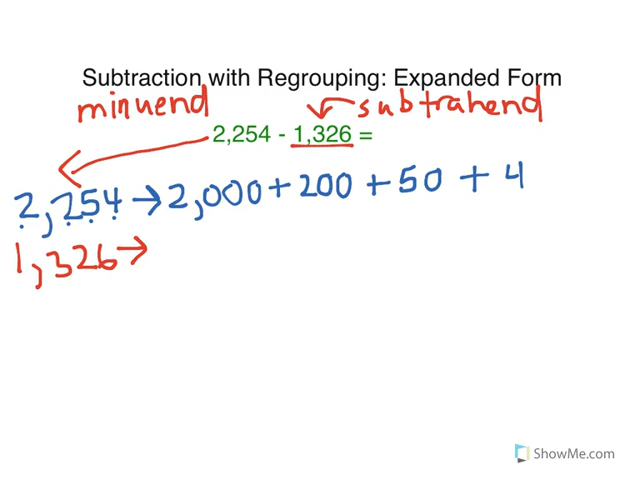 Subtraction with Regrouping: Expanded Form
minuend subtrahend
2,254 - 1,326 =
2,254 → 2,000 + 200 + 50 + 4
1,326 →
ShowMe.com